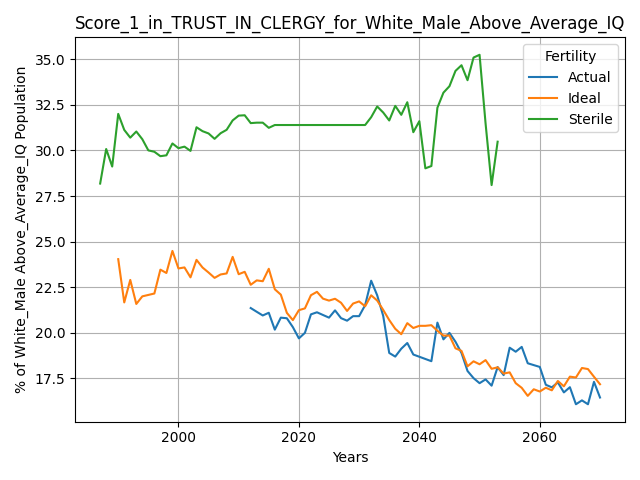 Score_1_in_TRUST_IN_CLERGY_for_White_Male_Above_Average_IQ
% of White_Male Above_Average_IQ Population
35.0
32.5
30.0
27.5
25.0
22.5
20.0
17.5
Fertility
Actual
Ideal
Sterile
2000
2020
2040
2060
Years